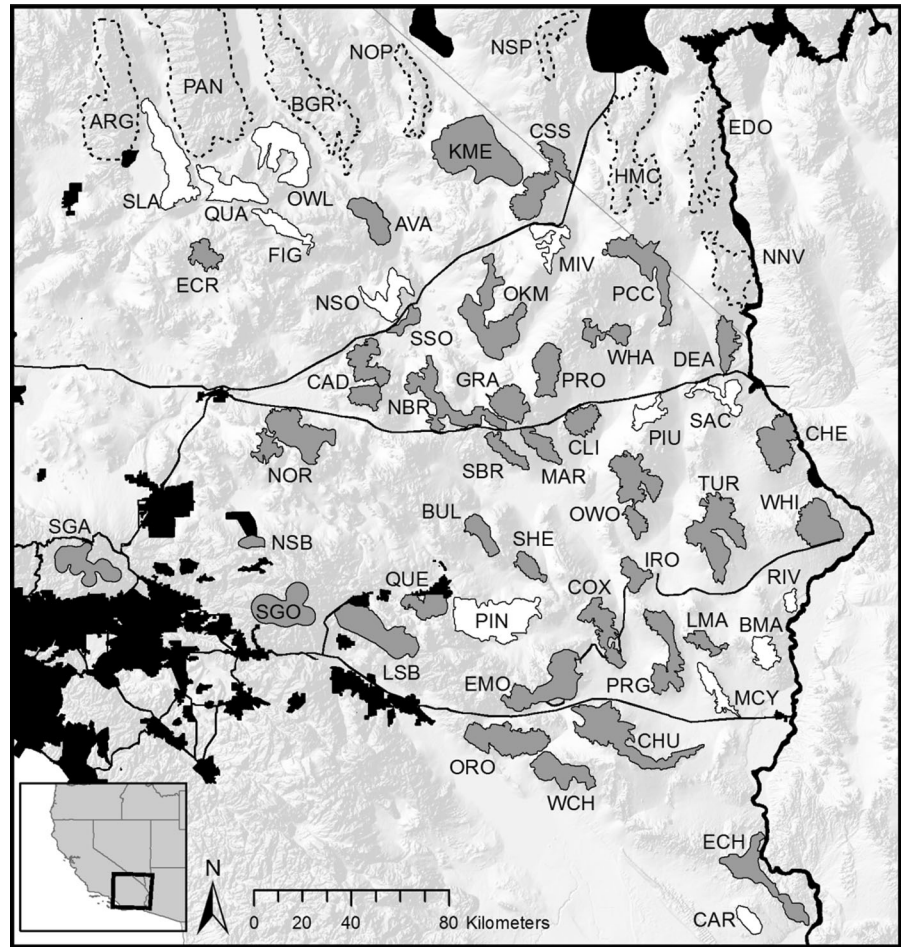 NOP
NSP
PAN
BGR
ARG
EDO
CSS
KME
HMC
SLA
QUA
OWL
AVA
FIG
MIV
NNV
ECR
NSO
OKM
PCC
SSO
WHA
DEA
CAD
GRA
PRO
NBR
SAC
PIU
CLI
CHE
NOR
SBR
MAR
TUR
BUL
OWO
WHI
SGA
NSB
SHE
IRO
QUE
COX
RIV
SGO
PIN
LMA
BMA
LSB
EMO
PRG
MCY
CHU
ORO
WCH
ECH
N
CAR
0 20 40 80 Kilometers